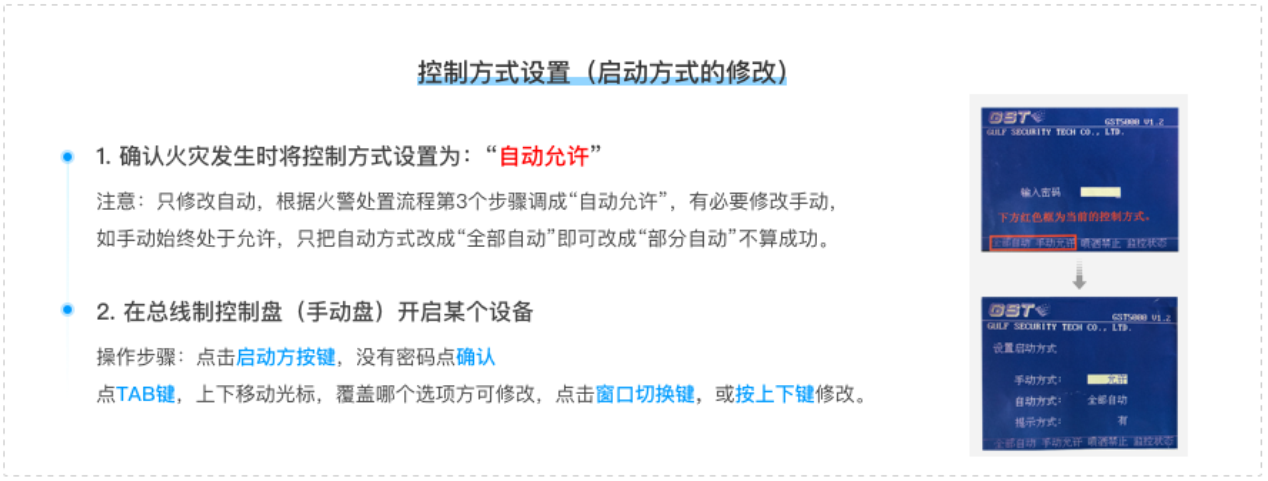 控制方式设置（启动方式的修改）
1. 确认火灾发生时将控制方式设置为：“自动允许”
注意：只修改自动，根据火警处置流程第3个步骤调成“自动允许”，有必要修改手动，
如手动始终处于允许，只把自动方式改成“全部自动”即可改成“部分自动”不算成功。
2. 在总线制控制盘（手动盘）开启某个设备
操作步骤：点击启动方按键，没有密码点确认
点TAB键，上下移动光标，覆盖哪个选项方可修改，点击窗口切换键，或按上下键修改。
GST
GST5000 V1.2
GULF SECURITY TECH CO., LTD.
输入密码
下方红色框为当前的控制方式。
全部自动 手动允许 喷洒禁止 监控状态
GST
GST5000 V1.2
GULF SECURITY TECH CO., LTD.
设置启动方式
手动方式： 允许
自动方式： 全部自动
提示方式： 有
全部自动 手动允许 喷洒禁止 监控状态